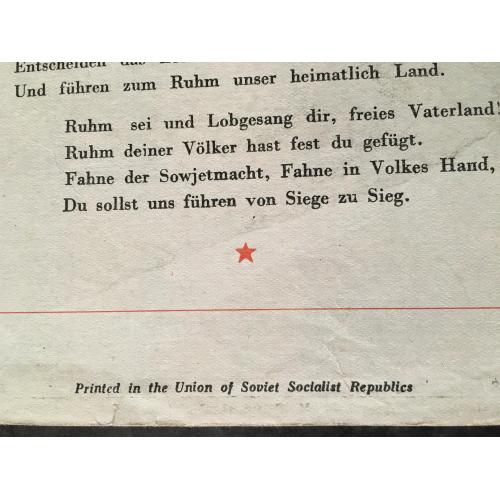 Entscheiden das
Und führen zum Ruhm unser heimatlich Land.
Ruhm sei und Lobgesang dir, freies Vaterland!
Ruhm deiner Völker hast fest du gefügt.
Fahne der Sowjetmacht, Fahne in Volkes Hand,
Du sollst uns führen von Siege zu Sieg.
Printed in the Union of Soviet Socialist Republics